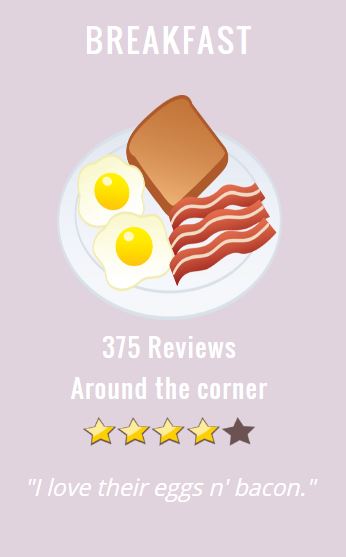 BREAKFAST
375 Reviews
Around the corner
"I love their eggs n' bacon."